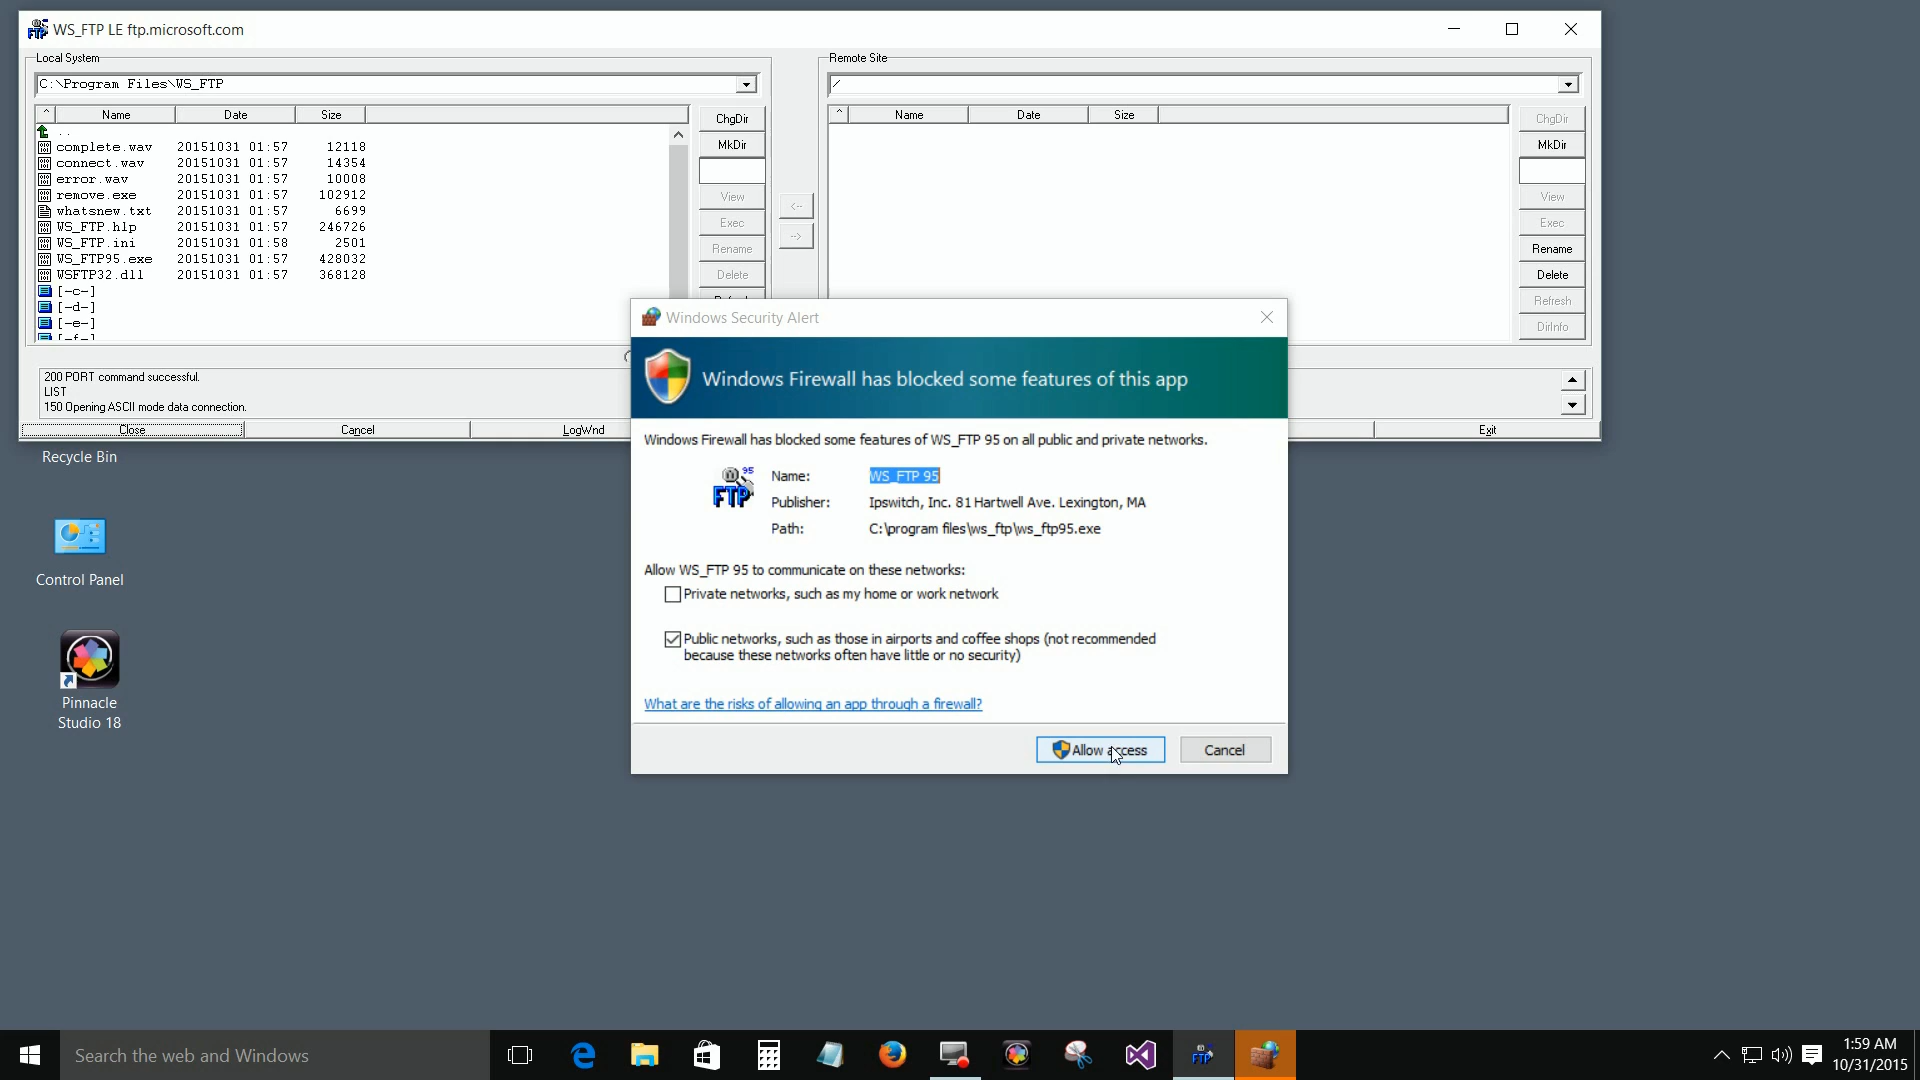 WS_FTP LE ftp.microsoft.com
Local System
C:\Program Files\WS_FTP
^ Name Date Size
..
complete.wav 20151031 01:57 12118
connect.wav 20151031 01:57 14354
error.wav 20151031 01:57 10008
remove.exe 20151031 01:57 102912
whatsnew.txt 20151031 01:57 6699
WS_FTP.hlp 20151031 01:57 246726
WS_FTP.ini 20151031 01:58 2501
WS_FTP95.exe 20151031 01:57 428032
WSFTP32.dll 20151031 01:57 368128
[-c-]
[-d-]
[-e-]
[-f-]
ChgDir
MkDir
View
Exec
Rename
Delete
<--
-->
Remote Site
/
^ Name Date Size
ChgDir
MkDir
View
Exec
Rename
Delete
Refresh
DirInfo
200 PORT command successful.
LIST
150 Opening ASCII mode data connection.
Close Cancel LogWnd Exit
Windows Security Alert
Windows Firewall has blocked some features of this app
Windows Firewall has blocked some features of WS_FTP 95 on all public and private networks.
95
FTP
Name: WS_FTP 95
Publisher: Ipswitch, Inc. 81 Hartwell Ave. Lexington, MA
Path: C:\program files\ws_ftp\ws_ftp95.exe
Allow WS_FTP 95 to communicate on these networks:
Private networks, such as my home or work network
Public networks, such as those in airports and coffee shops (not recommended
because these networks often have little or no security)
What are the risks of allowing an app through a firewall?
Allow access Cancel
Recycle Bin
Control Panel
Pinnacle
Studio 18
Search the web and Windows
FTP
1:59 AM
10/31/2015